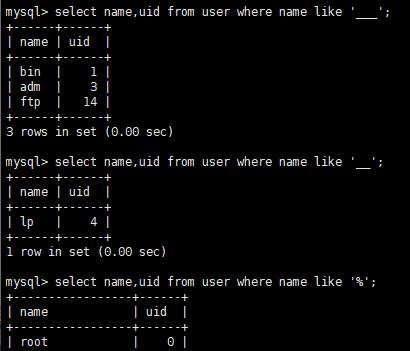 mysql> select name,uid from user where name like '___';
+------+------+
| name | uid  |
+------+------+
| bin  |    1 |
| adm  |    3 |
| ftp  |   14 |
+------+------+
3 rows in set (0.00 sec)
mysql> select name,uid from user where name like '__';
+------+------+
| name | uid  |
+------+------+
| lp   |    4 |
+------+------+
1 row in set (0.00 sec)
mysql> select name,uid from user where name like '%';
+-----------------+------+
| name            | uid  |
+-----------------+------+
| root            |    0 |